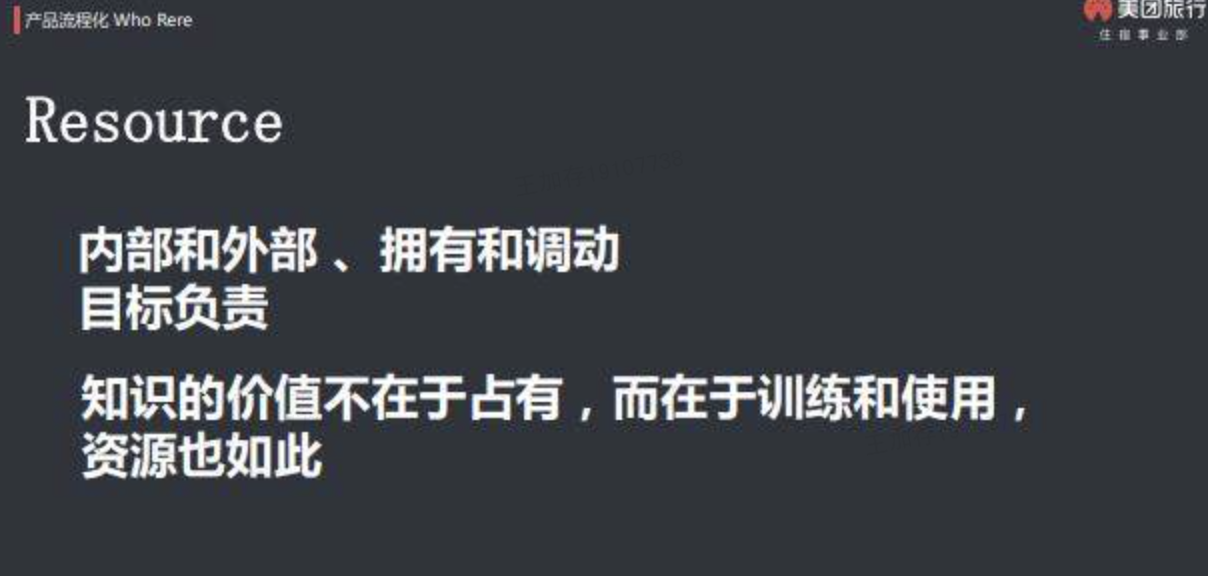 产品流程化 Who Rere
美团旅行
住宿事业部
Resource
内部和外部 、拥有和调动
目标负责
知识的价值不在于占有，而在于训练和使用，
资源也如此